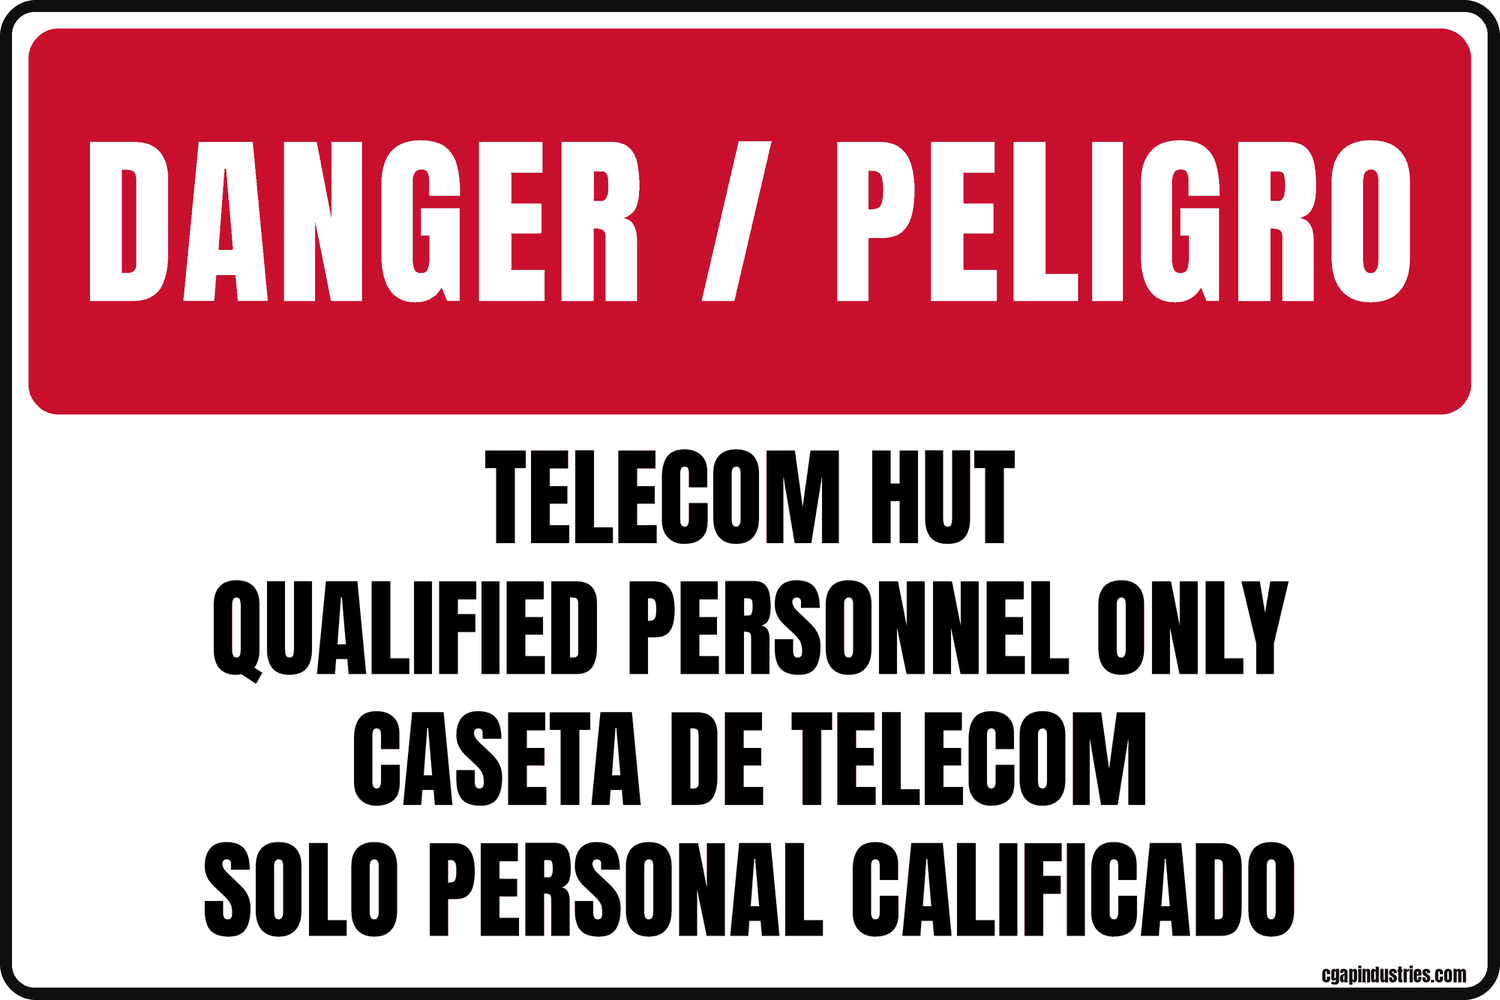 DANGER / PELIGRO
TELECOM HUT
QUALIFIED PERSONNEL ONLY
CASETA DE TELECOM
SOLO PERSONAL CALIFICADO
cgapindustries.com